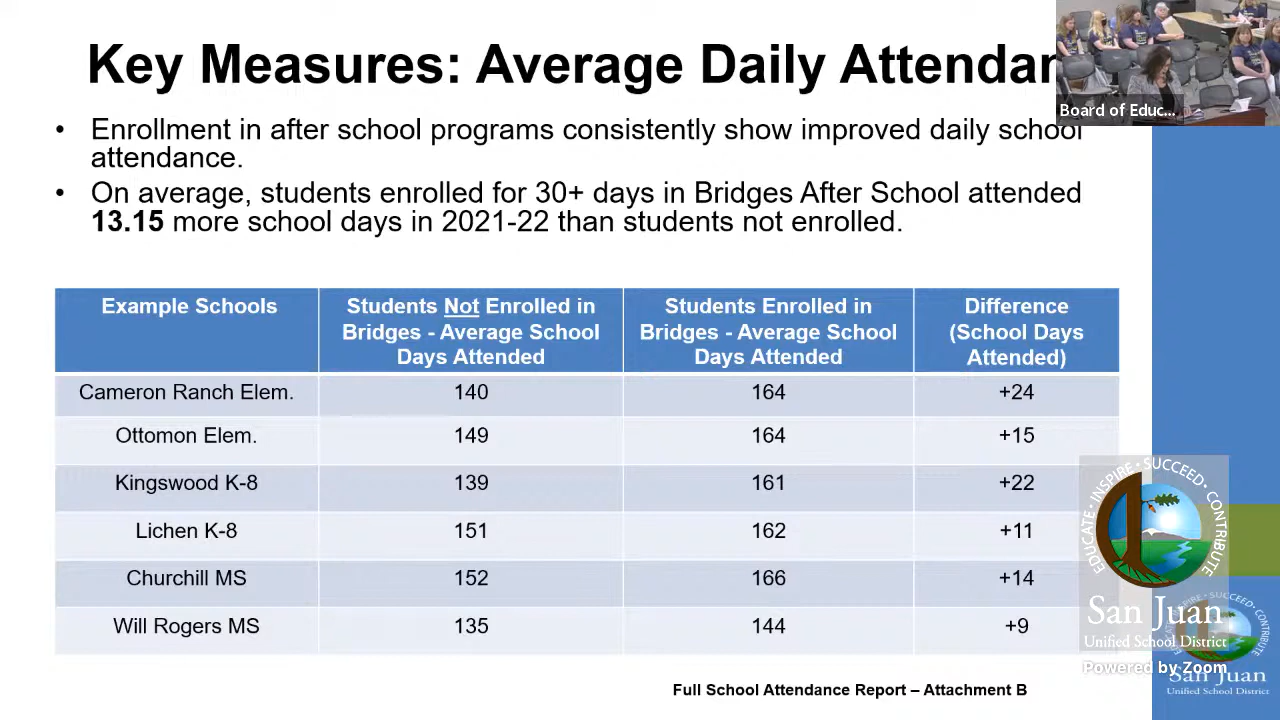 Key Measures: Average Daily Attendan
• Enrollment in after school programs consistently show improved daily school
attendance.
• On average, students enrolled for 30+ days in Bridges After School attended
13.15 more school days in 2021-22 than students not enrolled.
Board of Educ...
Example Schools
Students Not Enrolled in
Bridges - Average School
Days Attended
Students Enrolled in
Bridges - Average School
Days Attended
Difference
(School Days
Attended)
Cameron Ranch Elem. 140 164 +24
Ottomon Elem. 149 164 +15
Kingswood K-8 139 161 +22
Lichen K-8 151 162 +11
Churchill MS 152 166 +14
Will Rogers MS 135 144 +9
Full School Attendance Report – Attachment B
EDUCATE • INSPIRE • SUCCEED • CONTRIBUTE
San Juan
Unified School District
Powered by Zoom
SUCCEED • CONTRIBUTE
San Juan
Unified School District